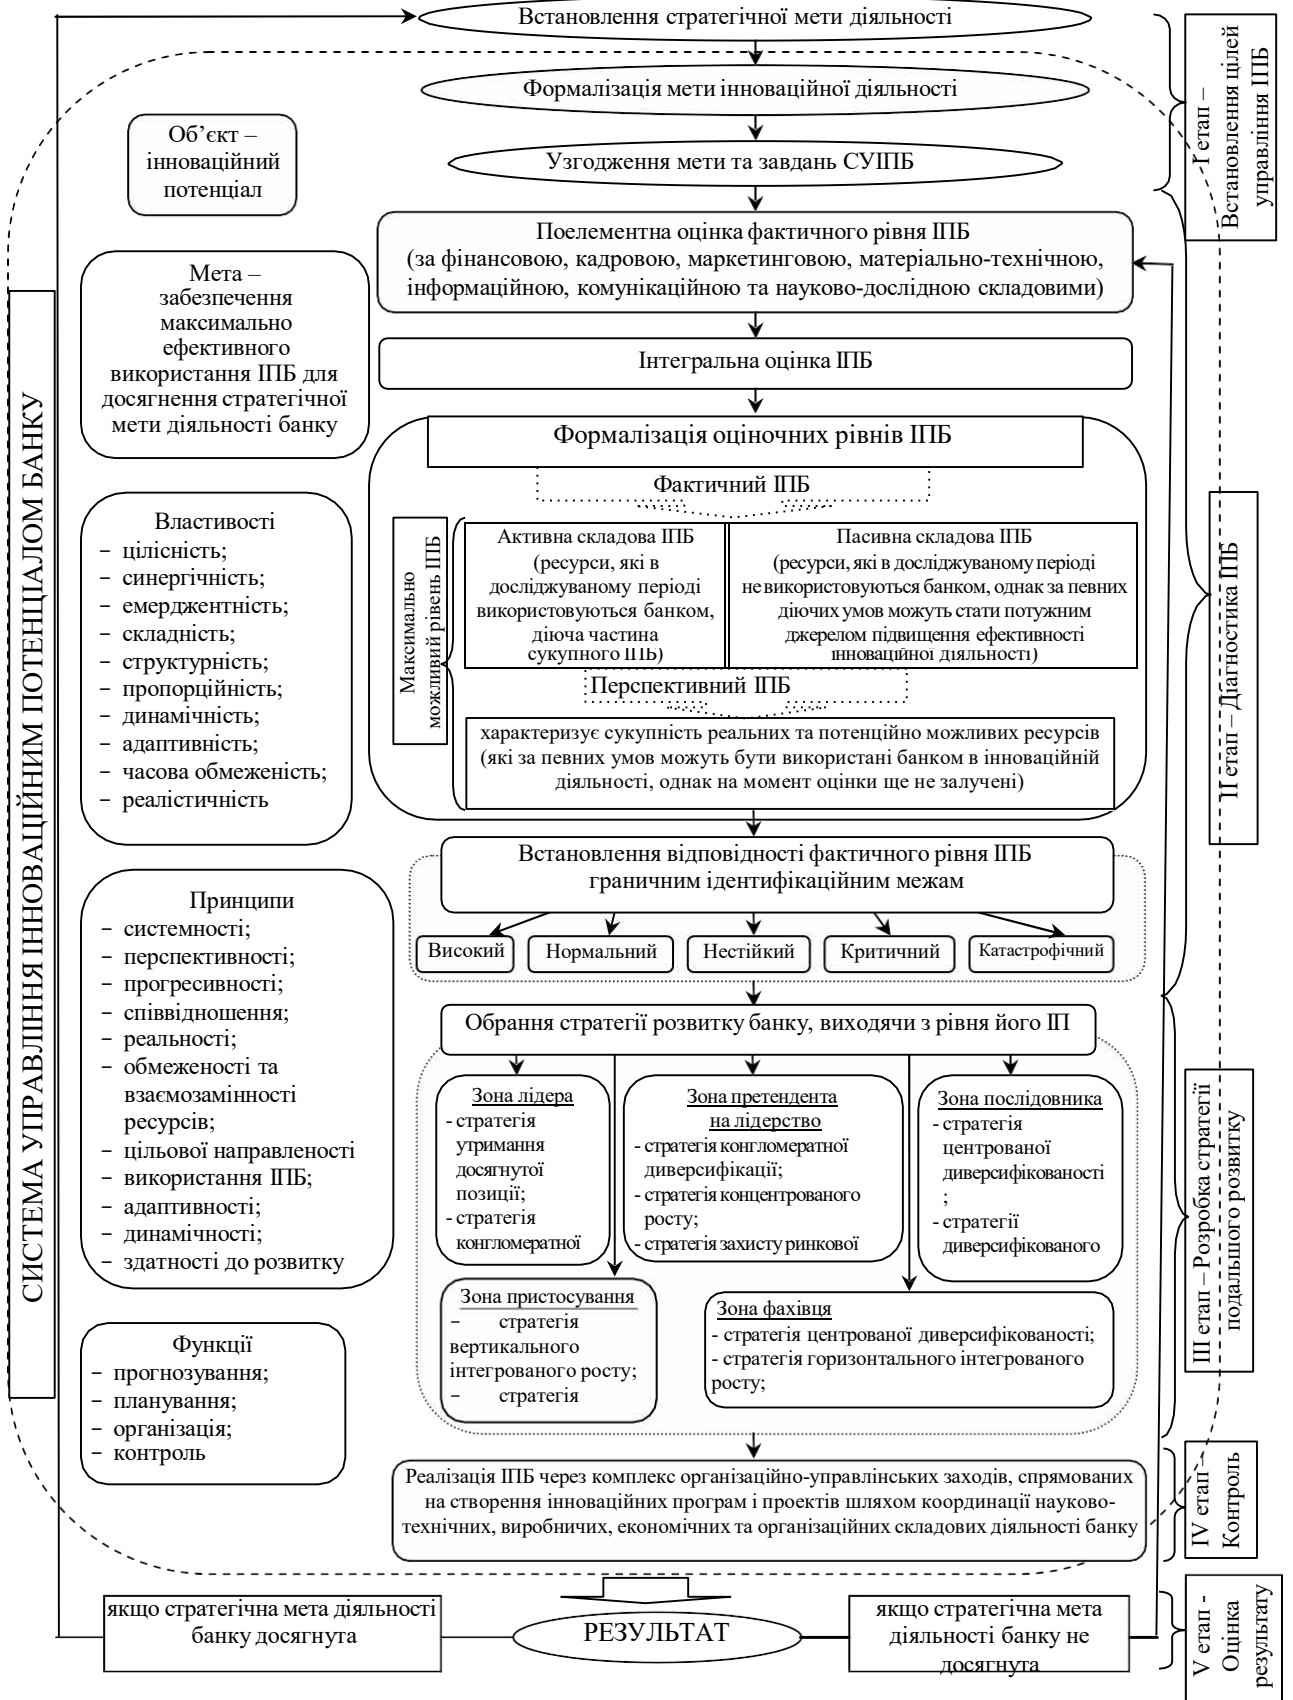 Встановлення стратегічної мети діяльності
Формалізація мети інноваційної діяльності
Узгодження мети та завдань СУІПБ
І етап –
Встановлення цілей
управління ІПБ
Об’єкт –
інноваційний
потенціал
Поелементна оцінка фактичного рівня ІПБ
(за фінансовою, кадровою, маркетинговою, матеріально-технічною,
інформаційною, комунікаційною та науково-дослідною складовими)
Мета –
забезпечення
максимально
ефективного
використання ІПБ для
досягнення стратегічної
мети діяльності банку
Інтегральна оцінка ІПБ
СИСТЕМА УПРАВЛІННЯ ІННОВАЦІЙНИМ ПОТЕНЦІАЛОМ БАНКУ
Формалізація оціночних рівнів ІПБ
Фактичний ІПБ
Максимально
можливий рівень ІПБ
Активна складова ІПБ
(ресурси, які в
досліджуваному періоді
використовуються банком,
діюча частина
сукупного ІПБ)
Пасивна складова ІПБ
(ресурси, які в досліджуваному періоді
не використовуються банком, однак за певних
діючих умов можуть стати потужним
джерелом підвищення ефективності
інноваційної діяльності)
Перспективний ІПБ
характеризує сукупність реальних та потенційно можливих ресурсів
(які за певних умов можуть бути використані банком в інноваційній
діяльності, однак на момент оцінки ще не залучені)
ІІ етап – Діагностика ІПБ
Властивості
– цілісність;
– синергічність;
– емерджентність;
– складність;
– структурність;
– пропорційність;
– динамічність;
– адаптивність;
– часова обмеженість;
– реалістичність
Встановлення відповідності фактичного рівня ІПБ
граничним ідентифікаційним межам
Високий
Нормальний
Нестійкий
Критичний
Катастрофічний
Принципи
– системності;
– перспективності;
– прогресивності;
– співвідношення;
– реальності;
– обмеженості та
взаємозамінності
ресурсів;
– цільової направленості
– використання ІПБ;
– адаптивності;
– динамічності;
– здатності до розвитку
Обрання стратегії розвитку банку, виходячи з рівня його ІП
Зона лідера
- стратегія
утримання
досягнутої
позиції;
- стратегія
конгломератної
Зона претендента
на лідерство
- стратегія конгломератної
диверсифікації;
- стратегія концентрованого
росту;
- стратегія захисту ринкової
Зона послідовника
- стратегія
центрованої
диверсифікованості
;
- стратегії
диверсифікованого
Зона пристосування
– стратегія
вертикального
інтегрованого росту;
– стратегія
Зона фахівця
- стратегія центрованої диверсифікованості;
- стратегія горизонтального інтегрованого
росту;
ІІІ етап – Розробка стратегії
подальшого розвитку
Функції
– прогнозування;
– планування;
– організація;
– контроль
Реалізація ІПБ через комплекс організаційно-управлінських заходів, спрямованих
на створення інноваційних програм і проектів шляхом координації науково-
технічних, виробничих, економічних та організаційних складових діяльності банку
IV етап –
Контроль
якщо стратегічна мета діяльності
банку досягнута
РЕЗУЛЬТАТ
якщо стратегічна мета
діяльності банку не
досягнута
V етап -
Оцінка
результату